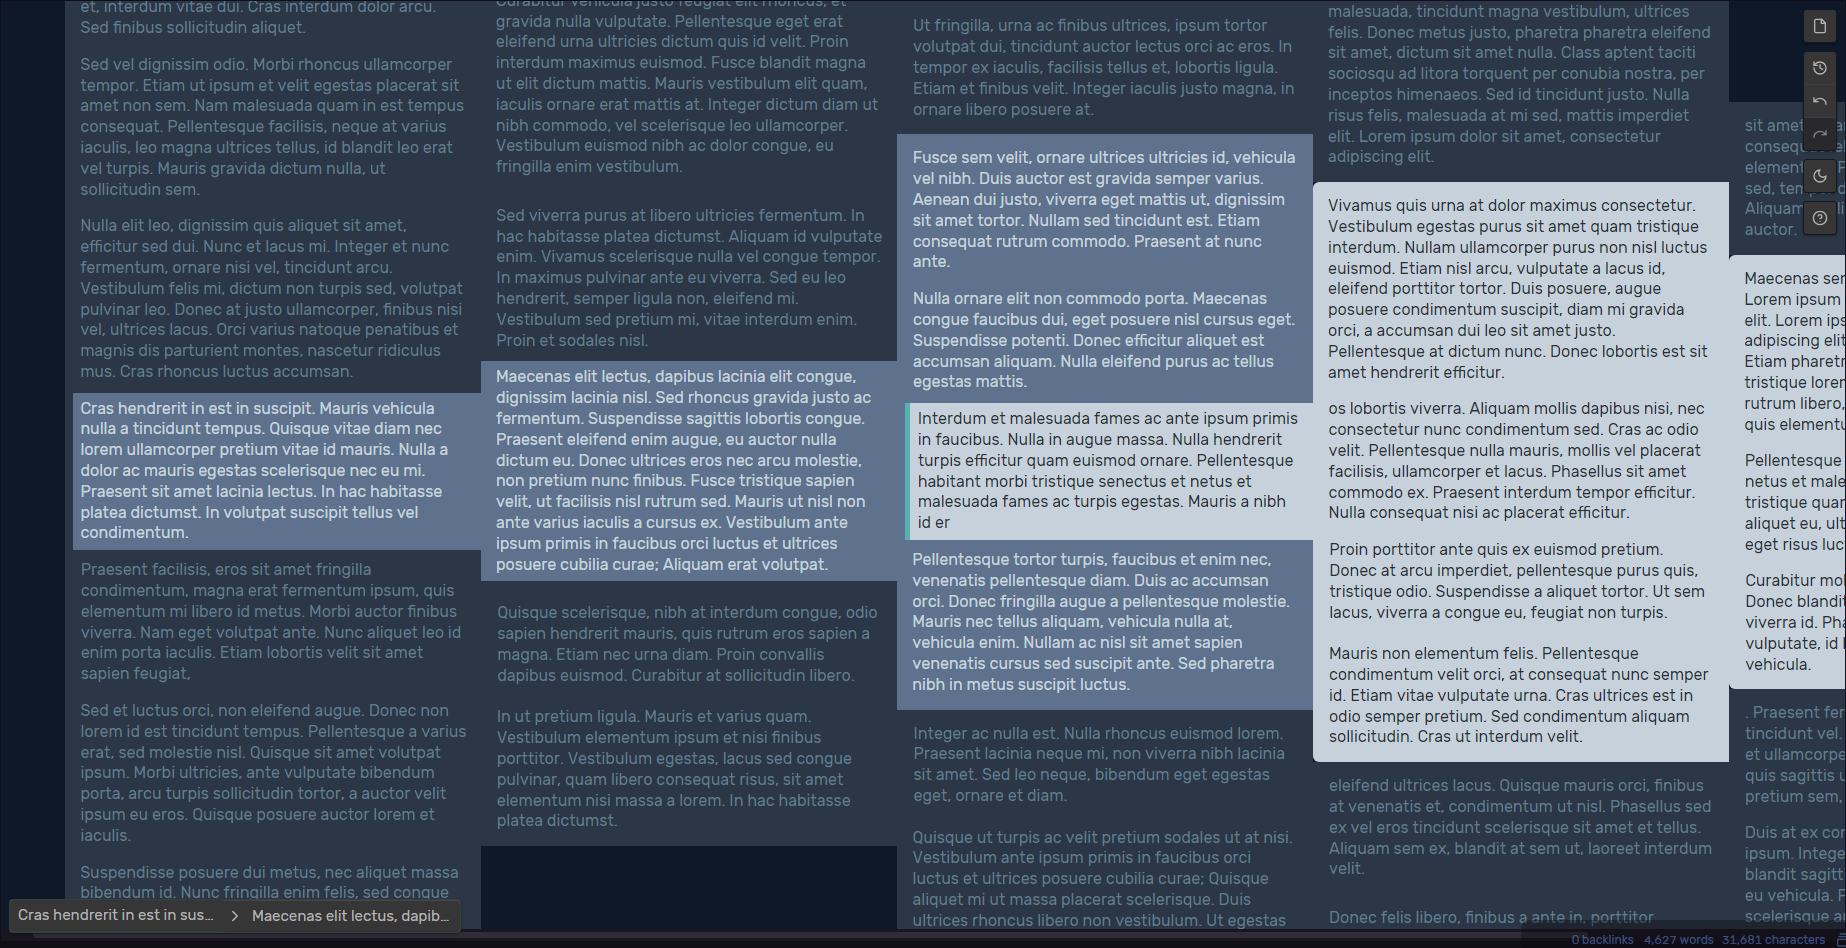 et, interdum vitae dui. Cras interdum dolor arcu.
Sed finibus sollicitudin aliquet.
Sed vel dignissim odio. Morbi rhoncus ullamcorper
tempor. Etiam ut ipsum et velit egestas placerat sit
amet non sem. Nam malesuada quam in est tempus
consequat. Pellentesque facilisis, neque at varius
iaculis, leo magna ultrices tellus, id blandit leo erat
vel turpis. Mauris gravida dictum nulla, ut
sollicitudin sem.
Nulla elit leo, dignissim quis aliquet sit amet,
efficitur sed dui. Nunc et lacus mi. Integer et nunc
fermentum, ornare nisi vel, tincidunt arcu.
Vestibulum felis mi, dictum non turpis sed, volutpat
pulvinar leo. Donec at justo ullamcorper, finibus nisi
vel, ultrices lacus. Orci varius natoque penatibus et
magnis dis parturient montes, nascetur ridiculus
mus. Cras rhoncus luctus accumsan.
Cras hendrerit in est in suscipit. Mauris vehicula
nulla a tincidunt tempus. Quisque vitae diam nec
lorem ullamcorper pretium vitae id mauris. Nulla a
dolor ac mauris egestas scelerisque nec eu mi.
Praesent sit amet lacinia lectus. In hac habitasse
platea dictumst. In volutpat suscipit tellus vel
condimentum.
Praesent facilisis, eros sit amet fringilla
condimentum, magna erat fermentum ipsum, quis
elementum mi libero id metus. Morbi auctor finibus
viverra. Nam eget volutpat ante. Nunc aliquet leo id
enim porta iaculis. Etiam lobortis velit sit amet
sapien feugiat,
Sed et luctus orci, non eleifend augue. Donec non
lorem id est tincidunt tempus. Pellentesque a varius
erat, sed molestie nisl. Quisque sit amet volutpat
ipsum. Morbi ultricies, ante vulputate bibendum
porta, arcu turpis sollicitudin tortor, a auctor velit
ipsum eu eros. Quisque posuere auctor lorem et
iaculis.
Suspendisse posuere dui metus, nec aliquet massa
bibendum id. Nunc fringilla enim felis, sed congue
Cras hendrerit in est in sus... > Maecenas elit lectus, dapib...
Curabitur vehicula justo feugiat elit rhoncus, et
gravida nulla vulputate. Pellentesque eget erat
eleifend urna ultricies dictum quis id velit. Proin
interdum maximus euismod. Fusce blandit magna
ut elit dictum mattis. Mauris vestibulum elit quam,
iaculis ornare erat mattis at. Integer dictum diam ut
nibh commodo, vel scelerisque leo ullamcorper.
Vestibulum euismod nibh ac dolor congue, eu
fringilla enim vestibulum.
Sed viverra purus at libero ultricies fermentum. In
hac habitasse platea dictumst. Aliquam id vulputate
enim. Vivamus scelerisque nulla vel congue tempor.
In maximus pulvinar ante eu viverra. Sed eu leo
hendrerit, semper ligula non, eleifend mi.
Vestibulum sed pretium mi, vitae interdum enim.
Proin et sodales nisl.
Maecenas elit lectus, dapibus lacinia elit congue,
dignissim lacinia nisl. Sed rhoncus gravida justo ac
fermentum. Suspendisse sagittis lobortis congue.
Praesent eleifend enim augue, eu auctor nulla
dictum eu. Donec ultrices eros nec arcu molestie,
non pretium nunc finibus. Fusce tristique sapien
velit, ut facilisis nisl rutrum sed. Mauris ut nisl non
ante varius iaculis a cursus ex. Vestibulum ante
ipsum primis in faucibus orci luctus et ultrices
posuere cubilia curae; Aliquam erat volutpat.
Quisque scelerisque, nibh at interdum congue, odio
sapien hendrerit mauris, quis rutrum eros sapien a
magna. Etiam nec urna diam. Proin convallis
dapibus euismod. Curabitur at sollicitudin libero.
In ut pretium ligula. Mauris et varius quam.
Vestibulum elementum ipsum et nisi finibus
porttitor. Vestibulum egestas, lacus sed congue
pulvinar, quam libero consequat risus, sit amet
elementum nisi massa a lorem. In hac habitasse
platea dictumst.
Ut fringilla, urna ac finibus ultrices, ipsum tortor
volutpat dui, tincidunt auctor lectus orci ac eros. In
tempor ex iaculis, facilisis tellus et, lobortis ligula.
Etiam et finibus velit. Integer iaculis justo magna, in
ornare libero posuere at.
Fusce sem velit, ornare ultrices ultricies id, vehicula
vel nibh. Duis auctor est gravida semper varius.
Aenean dui justo, viverra eget mattis ut, dignissim
sit amet tortor. Nullam sed tincidunt est. Etiam
consequat rutrum commodo. Praesent at nunc
ante.
Nulla ornare elit non commodo porta. Maecenas
congue faucibus dui, eget posuere nisl cursus eget.
Suspendisse potenti. Donec efficitur aliquet est
accumsan aliquam. Nulla eleifend purus ac tellus
egestas mattis.
Interdum et malesuada fames ac ante ipsum primis
in faucibus. Nulla in augue massa. Nulla hendrerit
turpis efficitur quam euismod ornare. Pellentesque
habitant morbi tristique senectus et netus et
malesuada fames ac turpis egestas. Mauris a nibh
id er
Pellentesque tortor turpis, faucibus et enim nec,
venenatis pellentesque diam. Duis ac accumsan
orci. Donec fringilla augue a pellentesque molestie.
Mauris nec tellus aliquam, vehicula nulla at,
vehicula enim. Nullam ac nisl sit amet sapien
venenatis cursus sed suscipit ante. Sed pharetra
nibh in metus suscipit luctus.
Integer ac nulla est. Nulla rhoncus euismod lorem.
Praesent lacinia neque mi, non viverra nibh lacinia
sit amet. Sed leo neque, bibendum eget egestas
eget, ornare et diam.
Quisque ut turpis ac velit pretium sodales ut at nisi.
Vestibulum ante ipsum primis in faucibus orci
luctus et ultrices posuere cubilia curae; Quisque
aliquet mi ut massa placerat scelerisque. Duis
ultrices rhoncus libero non vestibulum. Ut egestas
malesuada, tincidunt magna vestibulum, ultrices
felis. Donec metus justo, pharetra pharetra eleifend
sit amet, dictum sit amet nulla. Class aptent taciti
sociosqu ad litora torquent per conubia nostra, per
inceptos himenaeos. Sed id tincidunt justo. Nulla
risus felis, malesuada at mi sed, mattis imperdiet
elit. Lorem ipsum dolor sit amet, consectetur
adipiscing elit.
Vivamus quis urna at dolor maximus consectetur.
Vestibulum egestas purus sit amet quam tristique
interdum. Nullam ullamcorper purus non nisl luctus
euismod. Etiam nisl arcu, vulputate a lacus id,
eleifend porttitor tortor. Duis posuere, augue
posuere condimentum suscipit, diam mi gravida
orci, a accumsan dui leo sit amet justo.
Pellentesque at dictum nunc. Donec lobortis est sit
amet hendrerit efficitur.
os lobortis viverra. Aliquam mollis dapibus nisi, nec
consectetur nunc condimentum sed. Cras ac odio
velit. Pellentesque nulla mauris, mollis vel placerat
facilisis, ullamcorper et lacus. Phasellus sit amet
commodo ex. Praesent interdum tempor efficitur.
Nulla consequat nisi ac placerat efficitur.
Proin porttitor ante quis ex euismod pretium.
Donec at arcu imperdiet, pellentesque purus quis,
tristique odio. Suspendisse a aliquet tortor. Ut sem
lacus, viverra a congue eu, feugiat non turpis.
Mauris non elementum felis. Pellentesque
condimentum velit orci, at consequat nunc semper
id. Etiam vitae vulputate urna. Cras ultrices est in
odio semper pretium. Sed condimentum aliquam
sollicitudin. Cras ut interdum velit.
eleifend ultrices lacus. Quisque mauris orci, finibus
at venenatis et, condimentum ut nisl. Phasellus sed
ex vel eros tincidunt scelerisque sit amet et tellus.
Aliquam sem ex, blandit at sem ut, laoreet interdum
velit.
Donec felis libero, finibus a ante in, porttitor
sit amet
conseq
element
sed, tem
Aliquam
auctor.
Maecenas ser
Lorem ipsum
elit. Lorem ips
adipiscing elit
Etiam pharetr
tristique lorem
rutrum libero,
quis elementu
Pellentesque
netus et male
tristique quar
aliquet eu, ult
eget risus luc
Curabitur mol
Donec blandit
viverra id. Pha
vulputate, id l
vehicula.
. Praesent fer
tincidunt vel.
et ullamcorpe
quis sagittis u
pretium sem,
Duis at ex cor
ipsum. Intege
blandit sagitt
eu vehicula. F
scelerisque ar
0 backlinks 4,627 words 31,681 characters